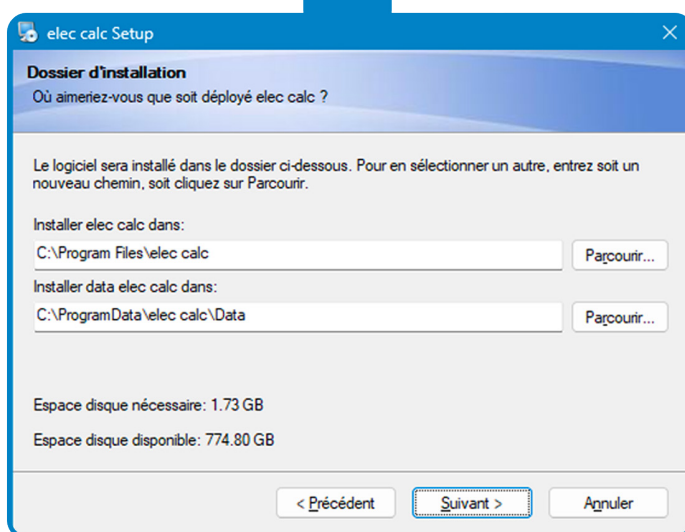 elec calc Setup
Dossier d'installation
Où aimeriez-vous que soit déployé elec calc ?
Le logiciel sera installé dans le dossier ci-dessous. Pour en sélectionner un autre, entrez soit un
nouveau chemin, soit cliquez sur Parcourir.
Installer elec calc dans:
C:\Program Files\elec calc
Parcourir...
Installer data elec calc dans:
C:\ProgramData\elec calc\Data
Parcourir...
Espace disque nécessaire: 1.73 GB
Espace disque disponible: 774.80 GB
< Précédent
Suivant >
Annuler